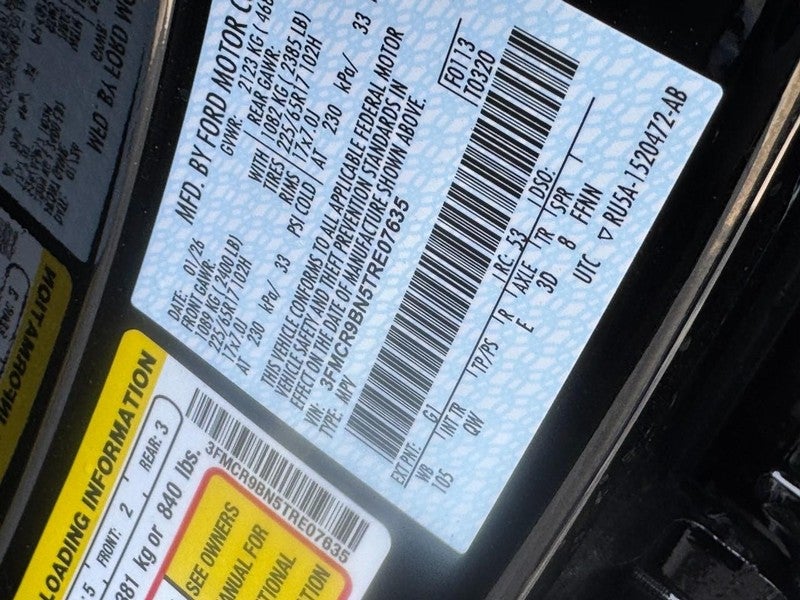 MFD. BY FORD MOTOR C
DATE: 01/26
GVWR: 2123 KG / 468
FRONT GAWR:
1089 KG ( 2400 LB)
225/65R17 102H
17x7.0J
AT 230 kPa/ 33
WITH
TIRES
RIMS
PSI COLD
REAR GAWR:
1082 KG ( 2385 LB)
225/65R17 102H
17x7.0J
AT 230 kPa/ 33
THIS VEHICLE CONFORMS TO ALL APPLICABLE FEDERAL MOTOR
VEHICLE SAFETY AND THEFT PREVENTION STANDARDS IN
EFFECT ON THE DATE OF MANUFACTURE SHOWN ABOVE.
VIN: 3FMCR9BN5TRE07635
TYPE: MPV
F0113
T0320
EXT PNT: G1 RC: 53 DSO:
WB INT TR TP/PS R AXLE TR SPR
105 QW E 3D 8 FFNN
UTC ▽ RU5A-1520472-AB
LOADING INFORMATION
5 FRONT: 2 REAR: 3
381 kg or 840 lbs.
3FMCR9BN5TRE07635
SEE OWNERS
MANUAL FOR